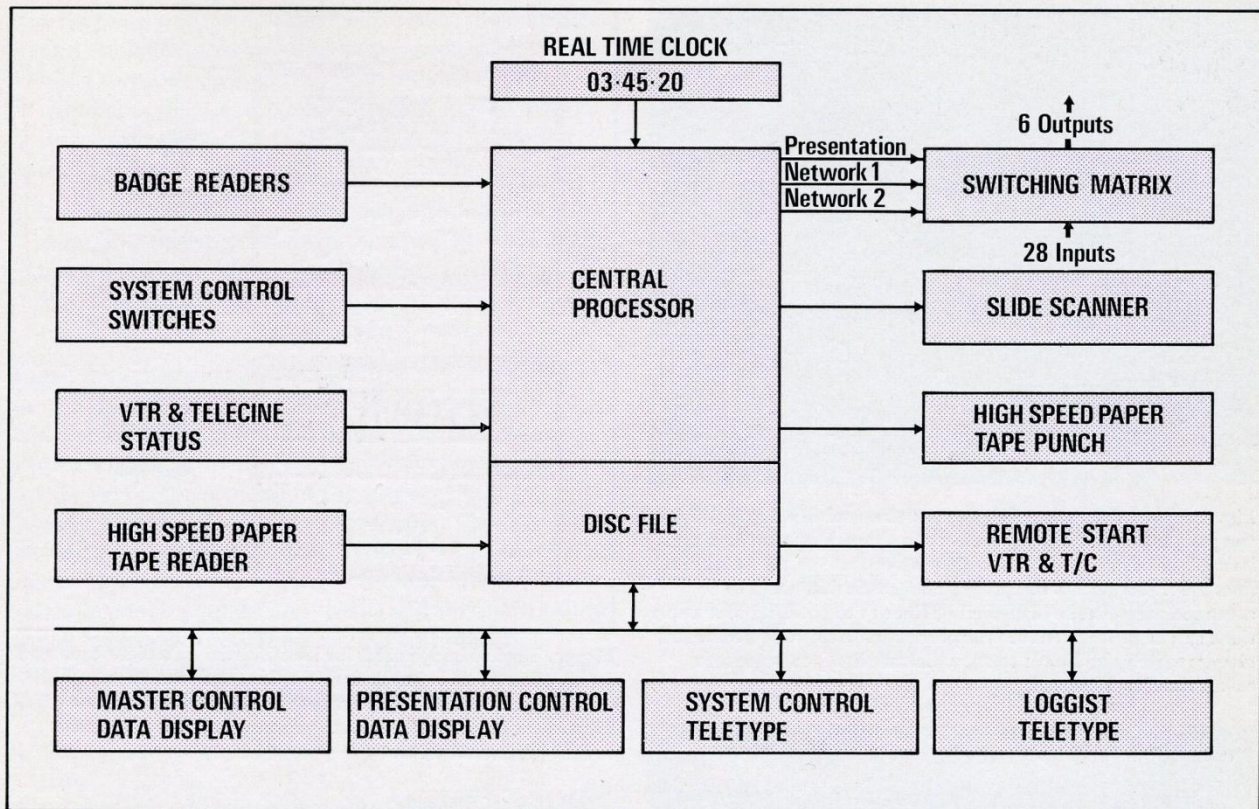 REAL TIME CLOCK
03·45·20
6 Outputs
BADGE READERS
Presentation
Network 1
Network 2
SWITCHING MATRIX
28 Inputs
SYSTEM CONTROL
SWITCHES
CENTRAL
PROCESSOR
SLIDE SCANNER
VTR & TELECINE
STATUS
HIGH SPEED PAPER
TAPE PUNCH
HIGH SPEED PAPER
TAPE READER
DISC FILE
REMOTE START
VTR & T/C
MASTER CONTROL
DATA DISPLAY
PRESENTATION CONTROL
DATA DISPLAY
SYSTEM CONTROL
TELETYPE
LOGGIST
TELETYPE